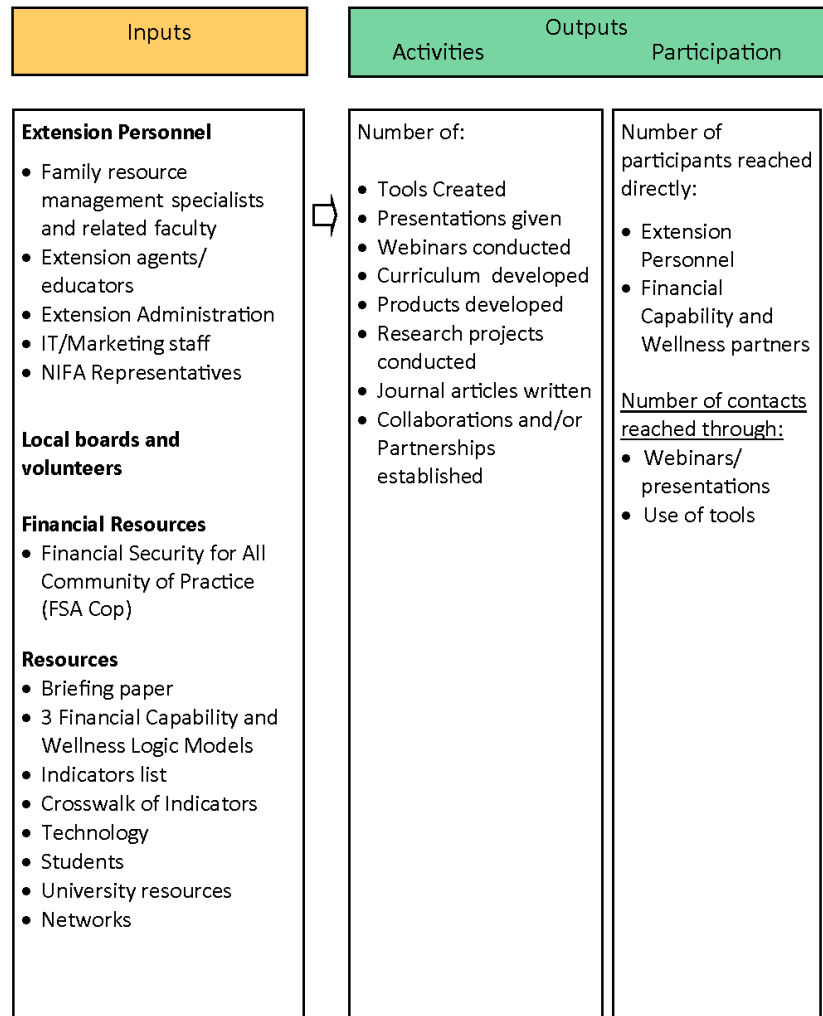 Inputs
Outputs
Activities Participation
Extension Personnel
• Family resource
management specialists
and related faculty
• Extension agents/
educators
• Extension Administration
• IT/Marketing staff
• NIFA Representatives
Local boards and
volunteers
Financial Resources
• Financial Security for All
Community of Practice
(FSA Cop)
Resources
• Briefing paper
• 3 Financial Capability and
Wellness Logic Models
• Indicators list
• Crosswalk of Indicators
• Technology
• Students
• University resources
• Networks
Number of:
• Tools Created
• Presentations given
• Webinars conducted
• Curriculum developed
• Products developed
• Research projects
conducted
• Journal articles written
• Collaborations and/or
Partnerships
established
Number of
participants reached
directly:
• Extension
Personnel
• Financial
Capability and
Wellness partners
Number of contacts
reached through:
• Webinars/
presentations
• Use of tools